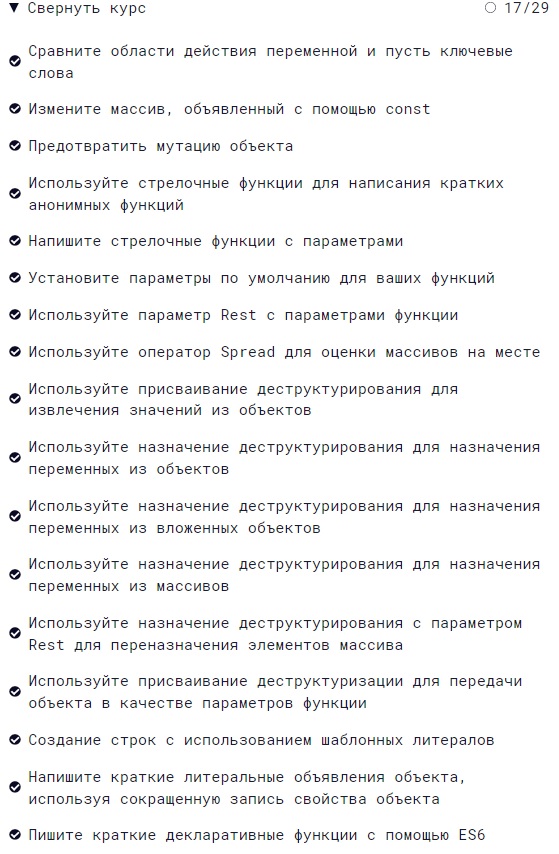 ▼ Свернуть курс 17/29
Сравните области действия переменной и пусть ключевые
слова
Измените массив, объявленный с помощью const
Предотвратить мутацию объекта
Используйте стрелочные функции для написания кратких
анонимных функций
Напишите стрелочные функции с параметрами
Установите параметры по умолчанию для ваших функций
Используйте параметр Rest с параметрами функции
Используйте оператор Spread для оценки массивов на месте
Используйте присваивание деструктурирования для
извлечения значений из объектов
Используйте назначение деструктурирования для назначения
переменных из объектов
Используйте назначение деструктурирования для назначения
переменных из вложенных объектов
Используйте назначение деструктурирования для назначения
переменных из массивов
Используйте назначение деструктурирования с параметром
Rest для переназначения элементов массива
Используйте присваивание деструктуризации для передачи
объекта в качестве параметров функции
Создание строк с использованием шаблонных литералов
Напишите краткие литеральные объявления объекта,
используя сокращенную запись свойства объекта
Пишите краткие декларативные функции с помощью ES6